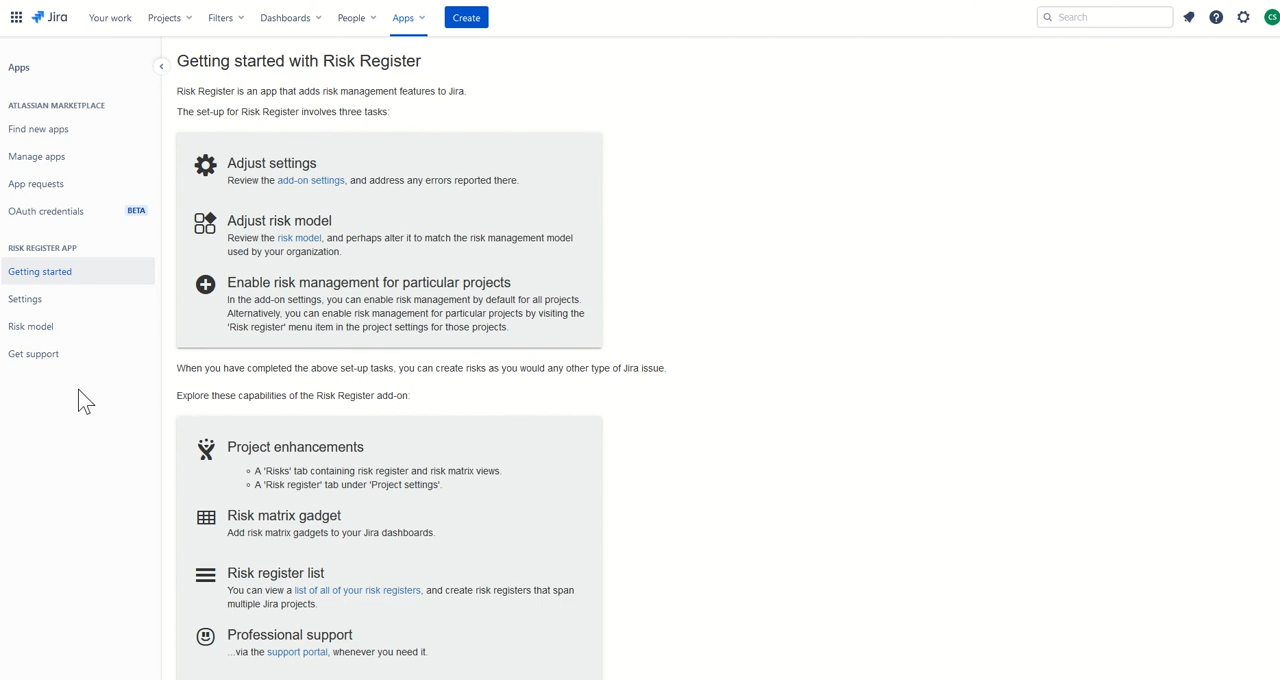 Jira
Your work
Projects
Filters
Dashboards
People
Apps
Create
Search
CS
Apps
ATLASSIAN MARKETPLACE
Find new apps
Manage apps
App requests
OAuth credentials BETA
RISK REGISTER APP
Getting started
Settings
Risk model
Get support
Getting started with Risk Register
Risk Register is an app that adds risk management features to Jira.
The set-up for Risk Register involves three tasks:
Adjust settings
Review the add-on settings, and address any errors reported there.
Adjust risk model
Review the risk model, and perhaps alter it to match the risk management model
used by your organization.
Enable risk management for particular projects
In the add-on settings, you can enable risk management by default for all projects.
Alternatively, you can enable risk management for particular projects by visiting the
'Risk register' menu item in the project settings for those projects.
When you have completed the above set-up tasks, you can create risks as you would any other type of Jira issue.
Explore these capabilities of the Risk Register add-on:
Project enhancements
A 'Risks' tab containing risk register and risk matrix views.
A 'Risk register' tab under 'Project settings'.
Risk matrix gadget
Add risk matrix gadgets to your Jira dashboards.
Risk register list
You can view a list of all of your risk registers, and create risk registers that span
multiple Jira projects.
Professional support
...via the support portal, whenever you need it.